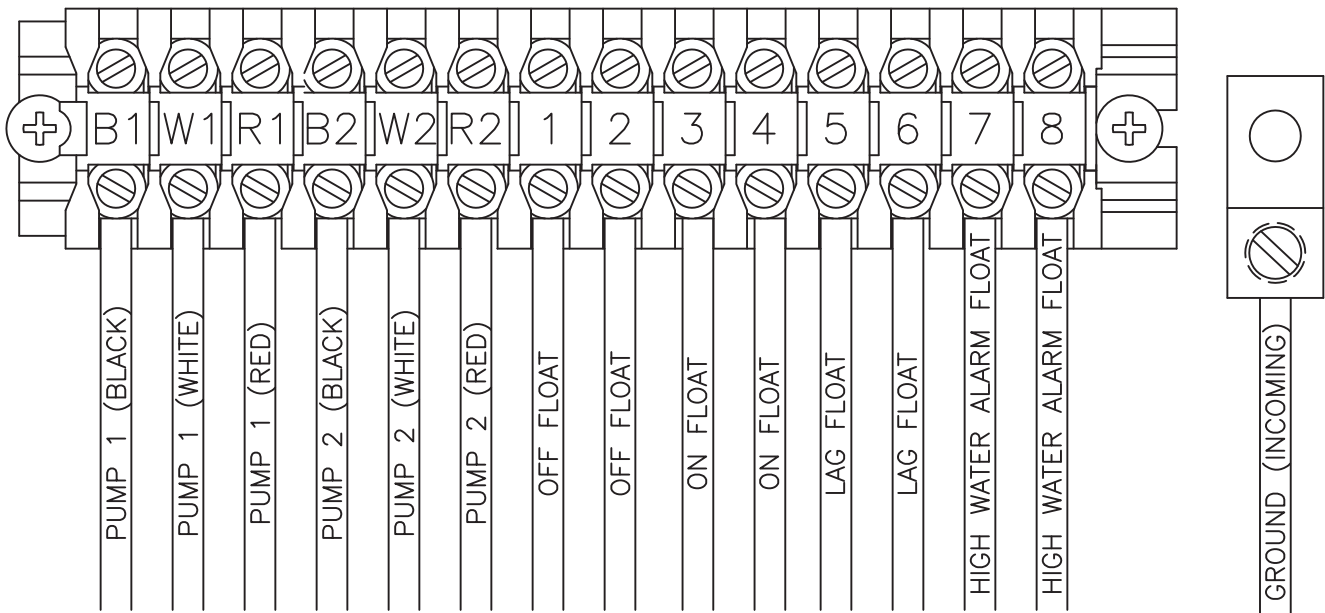 B1 W1 R1 B2 W2 R2 1 2 3 4 5 6 7 8
PUMP 1 (BLACK)
PUMP 1 (WHITE)
PUMP 1 (RED)
PUMP 2 (BLACK)
PUMP 2 (WHITE)
PUMP 2 (RED)
OFF FLOAT
OFF FLOAT
ON FLOAT
ON FLOAT
LAG FLOAT
LAG FLOAT
HIGH WATER ALARM FLOAT
HIGH WATER ALARM FLOAT
GROUND (INCOMING)